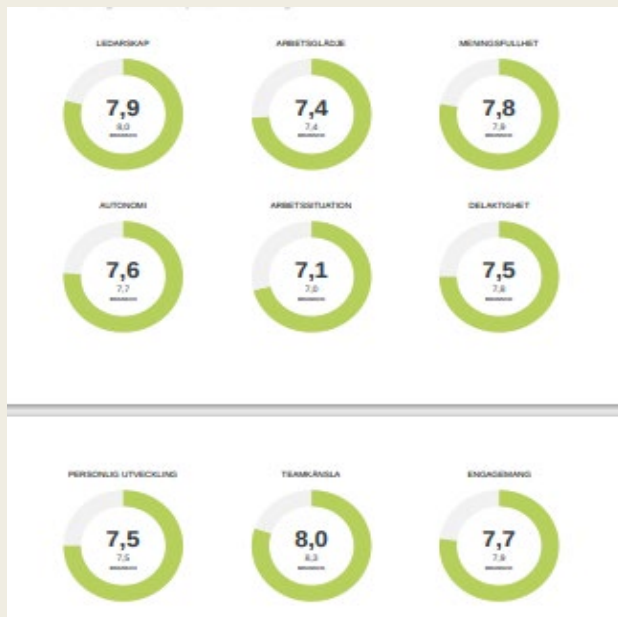 LEDARSKAP
ARBETSGLÄDJE
MENINGSFULLHET
7,9
8,0
7,4
7,4
7,8
7,9
AUTONOMI
ARBETSSITUATION
DELAKTIGHET
7,6
7,7
7,1
7,0
7,5
7,8
PERSONLIG UTVECKLING
TEAMKÄNSLA
ENGAGEMANG
7,5
7,5
8,0
8,3
7,7
7,9